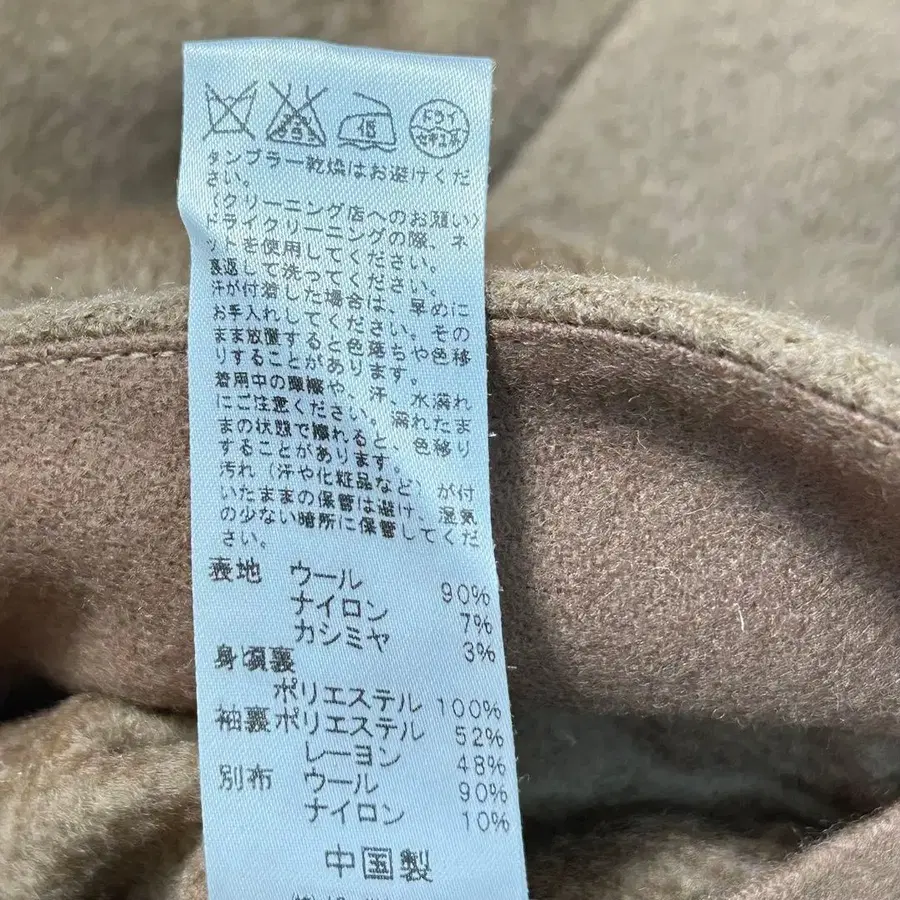 中
ドライ
セキユ系
タンブラー乾燥はお避けくだ
さい。
(クリーニング店へのお願い)
ドライクリーニングの際、ネ
ットを使用してください。
裏返して洗ってください。
汗が付着した場合は、早めに
お手入れしてください。その
まま放置すると色落ちや色移
りすることがあります。
着用中の摩擦や、汗、水濡れ
にご注意ください。濡れたま
まの状態で擦れると、色移り
することがあります。
汚れ(汗や化粧品など)が付
いたままの保管は避け、湿気
の少ない暗所に保管してくだ
さい。
表地 ウール 90%
ナイロン 7%
カシミヤ 3%
身頃裏
ポリエステル 100%
袖裏 ポリエステル 52%
レーヨン 48%
別布 ウール 90%
ナイロン 10%
中国製